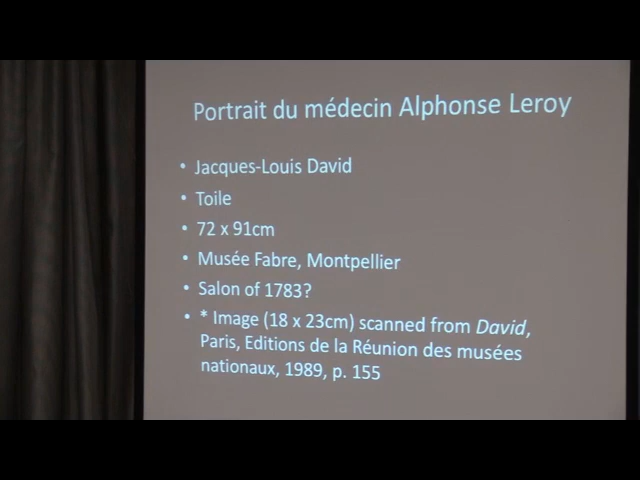 Portrait du médecin Alphonse Leroy
• Jacques-Louis David
• Toile
• 72 x 91cm
• Musée Fabre, Montpellier
• Salon of 1783?
• * Image (18 x 23cm) scanned from David,
Paris, Editions de la Réunion des musées
nationaux, 1989, p. 155